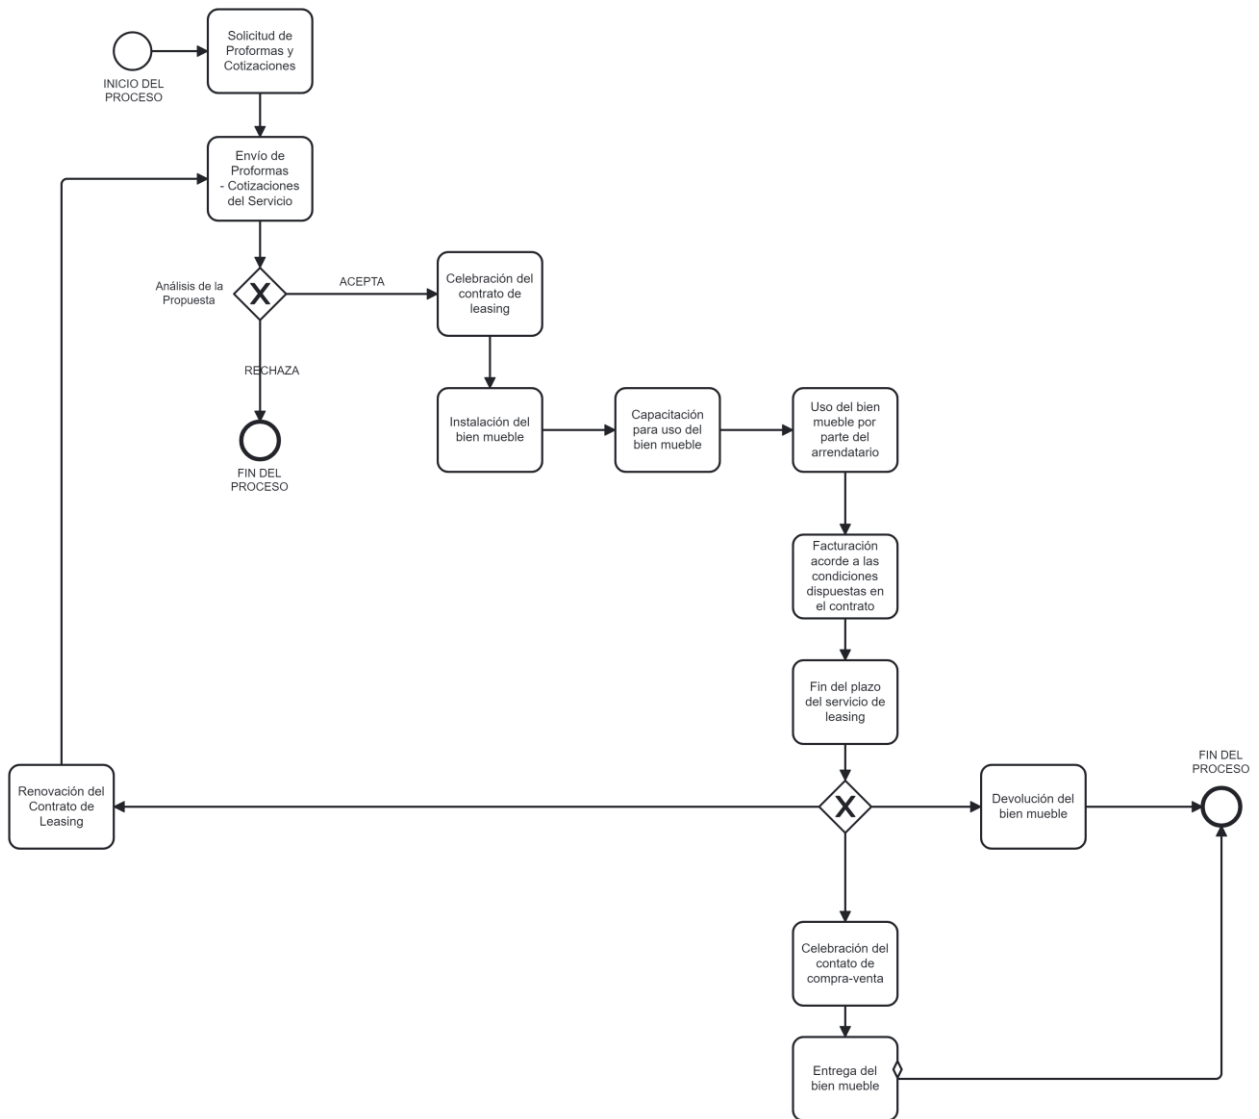 Solicitud de
Proformas y
Cotizaciones
INICIO DEL
PROCESO
Envío de
Proformas
- Cotizaciones
del Servicio
Análisis de la
Propuesta
X
ACEPTA
Celebración del
contrato de
leasing
RECHAZA
FIN DEL
PROCESO
Instalación del
bien mueble
Capacitación
para uso del
bien mueble
Uso del bien
mueble por
parte del
arrendatario
Facturación
acorde a las
condiciones
dispuestas en
el contrato
Fin del plazo
del servicio de
leasing
X
Renovación del
Contrato de
Leasing
Devolución del
bien mueble
FIN DEL
PROCESO
Celebración del
contato de
compra-venta
Entrega del
bien mueble